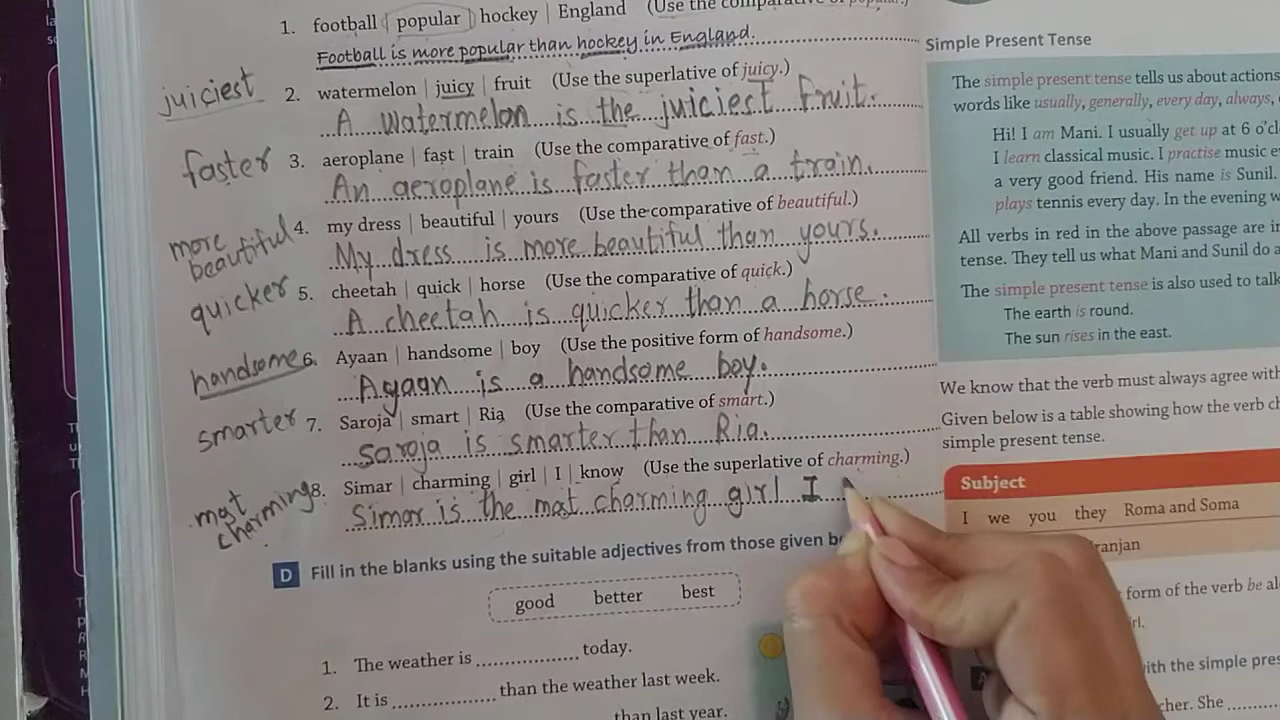 1. football | popular | hockey | England (Use the comparative of popular.)
Football is more popular than hockey in England.
juiciest
2. watermelon | juicy | fruit (Use the superlative of juicy.)
A watermelon is the juiciest fruit.
faster
3. aeroplane | fast | train (Use the comparative of fast.)
An aeroplane is faster than a train.
more beautiful
4. my dress | beautiful | yours (Use the comparative of beautiful.)
My dress is more beautiful than yours.
quicker
5. cheetah | quick | horse (Use the comparative of quick.)
A cheetah is quicker than a horse.
handsome
6. Ayaan | handsome | boy (Use the positive form of handsome.)
Ayaan is a handsome boy.
smarter
7. Saroja | smart | Ria (Use the comparative of smart.)
Saroja is smarter than Ria.
most charming
8. Simar | charming | girl | I | know (Use the superlative of charming.)
Simar is the most charming girl I
D Fill in the blanks using the suitable adjectives from those given
good better best
1. The weather is ............ today.
2. It is ............ than the weather last week.
than last year.
Simple Present Tense
The simple present tense tells us about actions
words like usually, generally, every day, always,
Hi! I am Mani. I usually get up at 6
I learn classical music. I practise music
a very good friend. His name is Sunil.
plays tennis every day. In the evening
All verbs in red in the above passage are
tense. They tell us what Mani and Sunil do
The simple present tense is also used to talk
The earth is round.
The sun rises in the east.
We know that the verb must always agree with
Given below is a table showing how the verb
simple present tense.
Subject
I we you they Roma and Soma
form of the verb be
with the simple
She ........